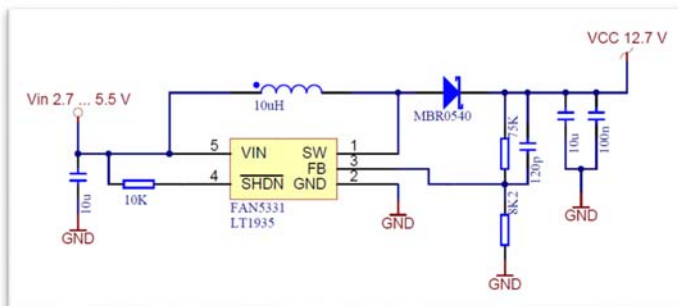 VCC 12.7 V
Vin 2.7 ... 5.5 V
10uH
MBR0540
75K
120p
10u
100n
5 VIN SW 1
FB 3
4 SHDN GND 2
10K
10u
FAN5331
LT1935
8K2
GND
GND
GND
GND